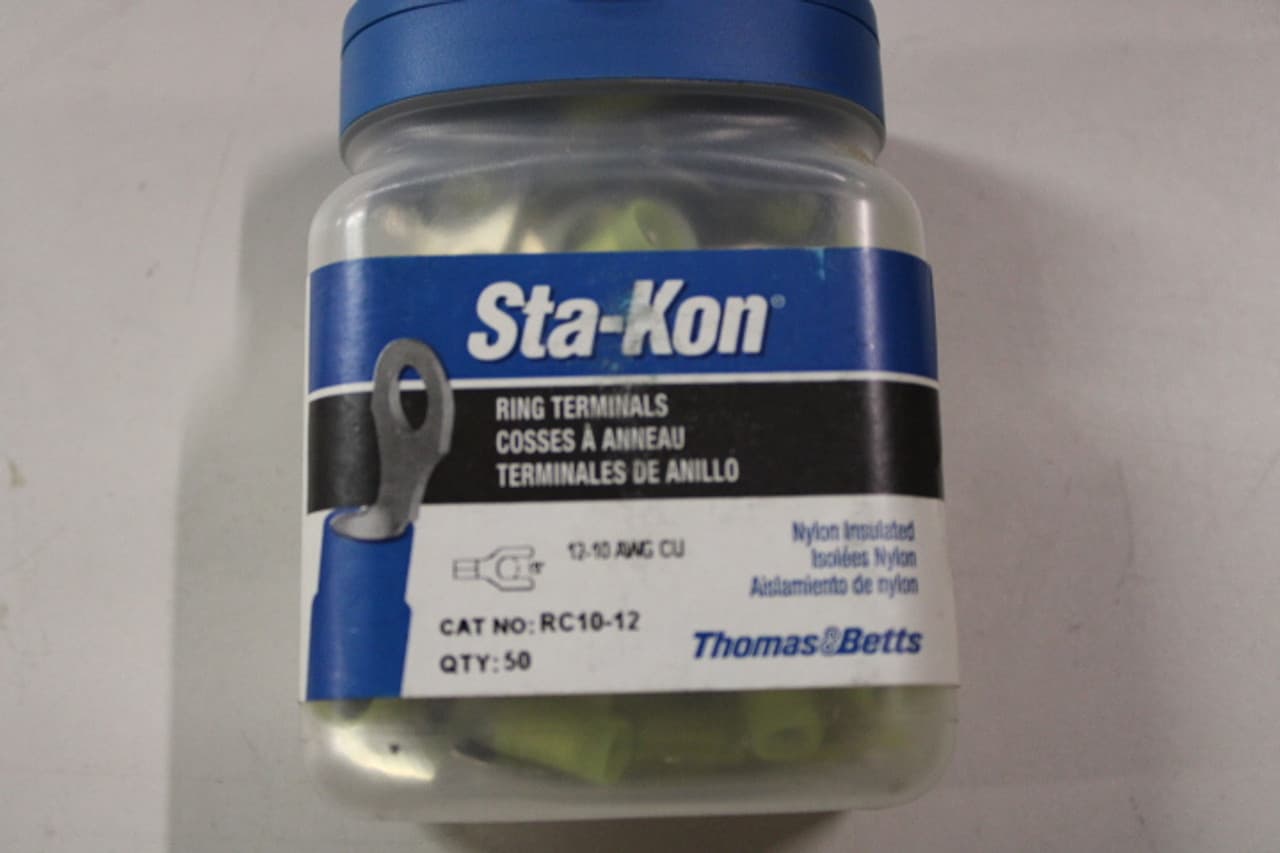 Sta-Kon®
RING TERMINALS
COSSES À ANNEAU
TERMINALES DE ANILLO
Nylon Insulated
Isolées Nylon
Aislamiento de nylon
12-10 AWG CU
CAT NO: RC10-12
QTY: 50
Thomas&Betts